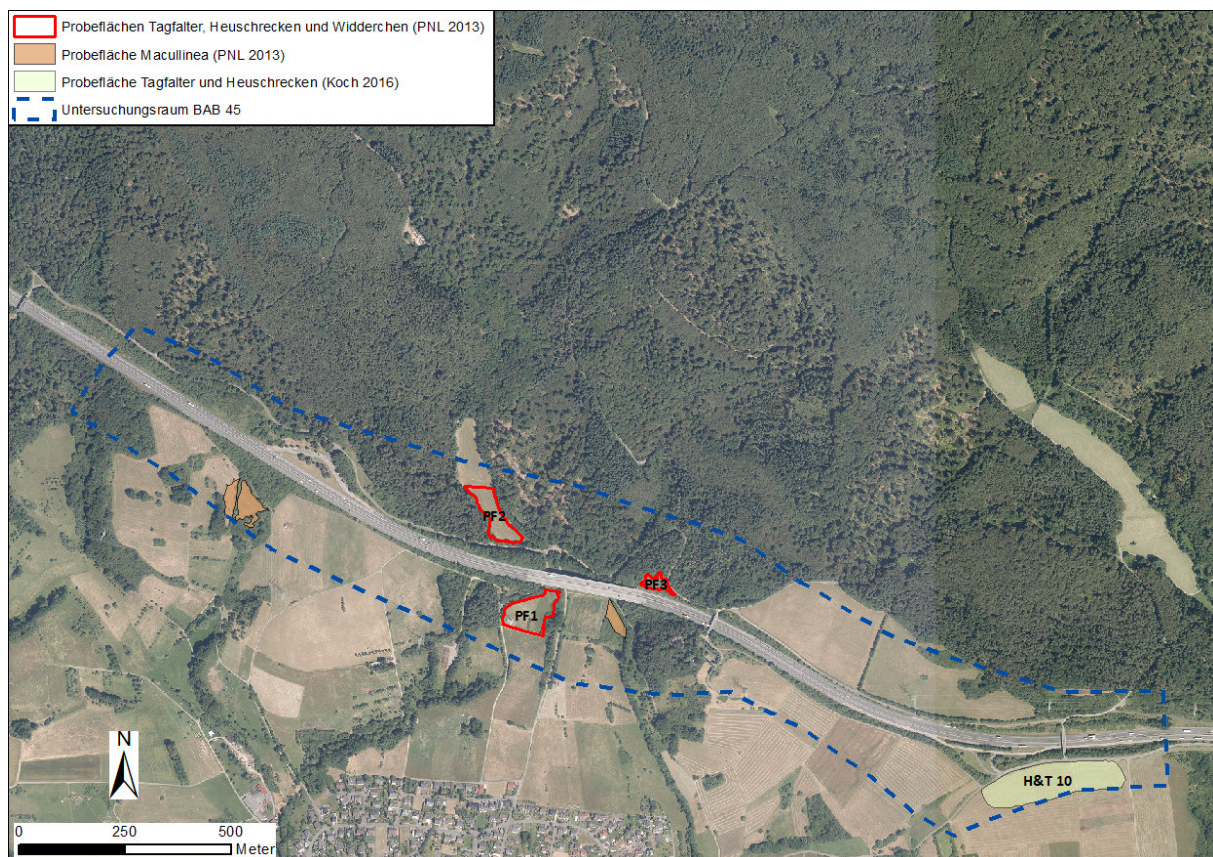 Probeflächen Tagfalter, Heuschrecken und Widderchen (PNL 2013)
Probefläche Macullinea (PNL 2013)
Probefläche Tagfalter und Heuschrecken (Koch 2016)
Untersuchungsraum BAB 45
PF2
PF3
PF1
N
H&T 10
0 250 500
Meter